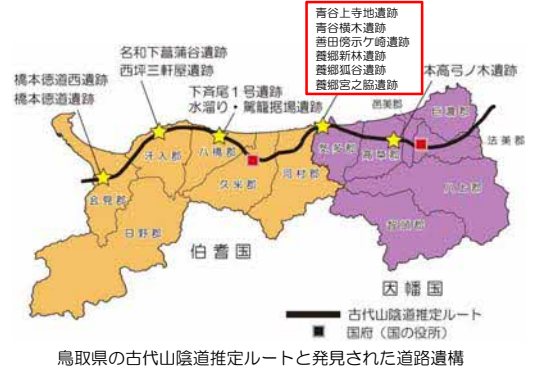 青谷上寺地遺跡
青谷横木遺跡
善田傍示ケ崎遺跡
養郷新林遺跡
養郷狐谷遺跡
養郷宮之脇遺跡
名和下菖蒲谷遺跡
西坪三軒屋遺跡
橋本徳道西遺跡
橋本徳道遺跡
下斉尾1号遺跡
水溜り・駕籠据場遺跡
本高弓ノ木遺跡
邑美郡
巨濃郡
法美郡
汗入郡
八橋郡
気多郡
高草郡
会見郡
久米郡
河村郡
八上郡
日野郡
智頭郡
伯耆国
因幡国
古代山陰道推定ルート
国府（国の役所）
鳥取県の古代山陰道推定ルートと発見された道路遺構